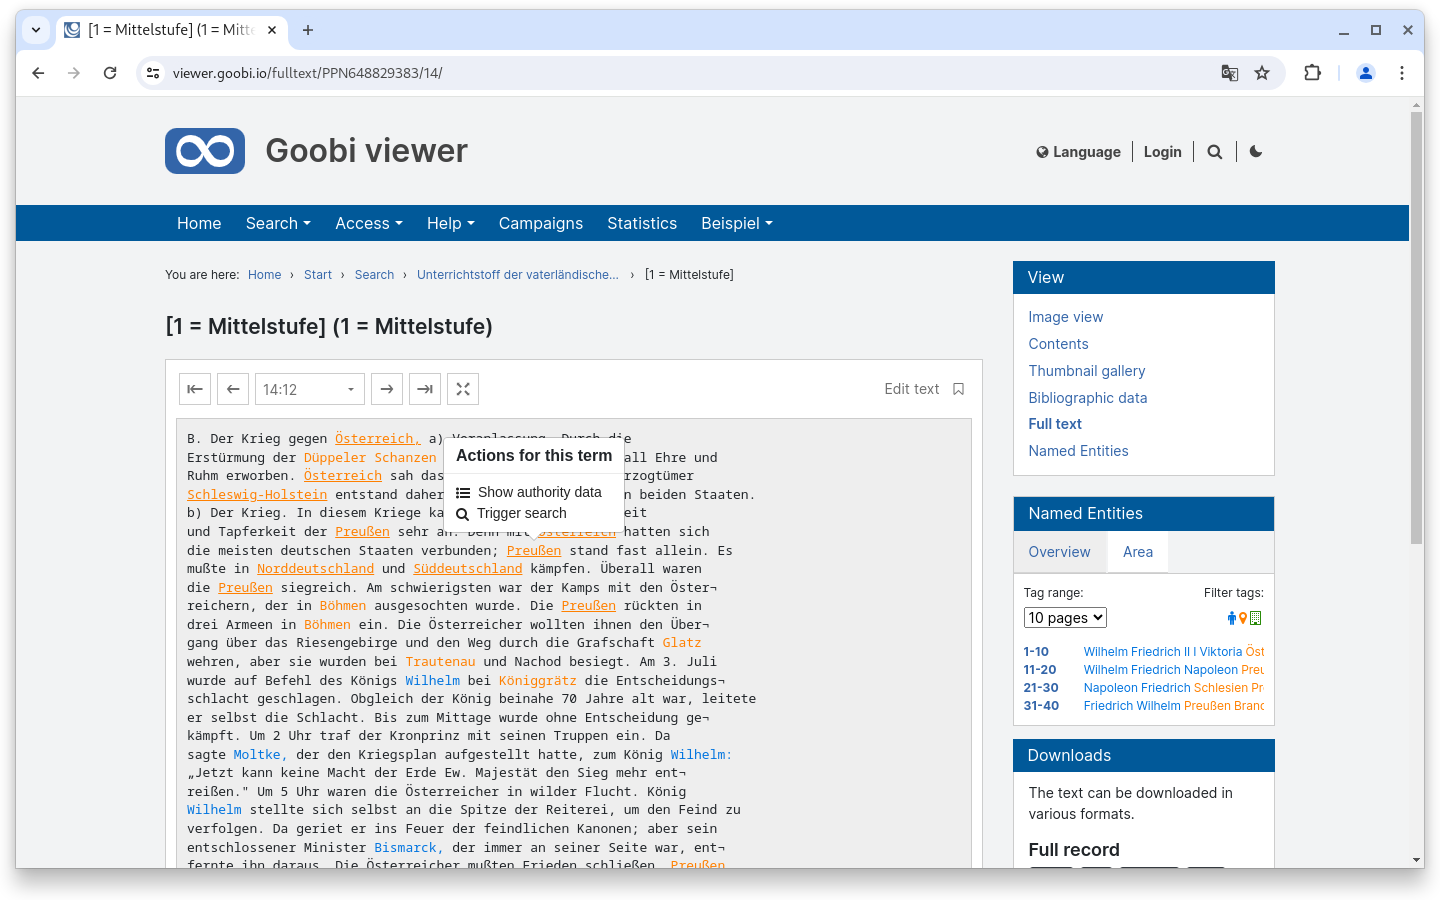 [1 = Mittelstufe] (1 = Mitt
viewer.goobi.io/fulltext/PPN648829383/14/
Goobi viewer
Language
Login
Home
Search
Access
Help
Campaigns
Statistics
Beispiel
You are here: Home › Start › Search › Unterrichtstoff der vaterländische... › [1 = Mittelstufe]
[1 = Mittelstufe] (1 = Mittelstufe)
14:12
Edit text
B. Der Krieg gegen Österreich, a) Veranlassung. Durch die
Erstürmung der Düppeler Schanzen all Ehre und
Ruhm erworben. Österreich sah das rzogtümer
Schleswig-Holstein entstand daher n beiden Staaten.
b) Der Krieg. In diesem Kriege ka eit
und Tapferkeit der Preußen sehr an. Denn mit Österreich hatten sich
die meisten deutschen Staaten verbunden; Preußen stand fast allein. Es
mußte in Norddeutschland und Süddeutschland kämpfen. Überall waren
die Preußen siegreich. Am schwierigsten war der Kamps mit den Öster¬
reichern, der in Böhmen ausgesochten wurde. Die Preußen rückten in
drei Armeen in Böhmen ein. Die Österreicher wollten ihnen den Über¬
gang über das Riesengebirge und den Weg durch die Grafschaft Glatz
wehren, aber sie wurden bei Trautenau und Nachod besiegt. Am 3. Juli
wurde auf Befehl des Königs Wilhelm bei Königgrätz die Entscheidungs¬
schlacht geschlagen. Obgleich der König beinahe 70 Jahre alt war, leitete
er selbst die Schlacht. Bis zum Mittage wurde ohne Entscheidung ge¬
kämpft. Um 2 Uhr traf der Kronprinz mit seinen Truppen ein. Da
sagte Moltke, der den Kriegsplan aufgestellt hatte, zum König Wilhelm:
„Jetzt kann keine Macht der Erde Ew. Majestät den Sieg mehr ent¬
reißen." Um 5 Uhr waren die Österreicher in wilder Flucht. König
Wilhelm stellte sich selbst an die Spitze der Reiterei, um den Feind zu
verfolgen. Da geriet er ins Feuer der feindlichen Kanonen; aber sein
entschlossener Minister Bismarck, der immer an seiner Seite war, ent¬
fernte ihn daraus. Die Österreicher mußten Frieden schließen. Preußen
Actions for this term
Show authority data
Trigger search
View
Image view
Contents
Thumbnail gallery
Bibliographic data
Full text
Named Entities
Named Entities
Overview
Area
Tag range:
Filter tags:
10 pages
1-10 Wilhelm Friedrich II I Viktoria Öst
11-20 Wilhelm Friedrich Napoleon Preu
21-30 Napoleon Friedrich Schlesien Pr
31-40 Friedrich Wilhelm Preußen Brand
Downloads
The text can be downloaded in
various formats.
Full record